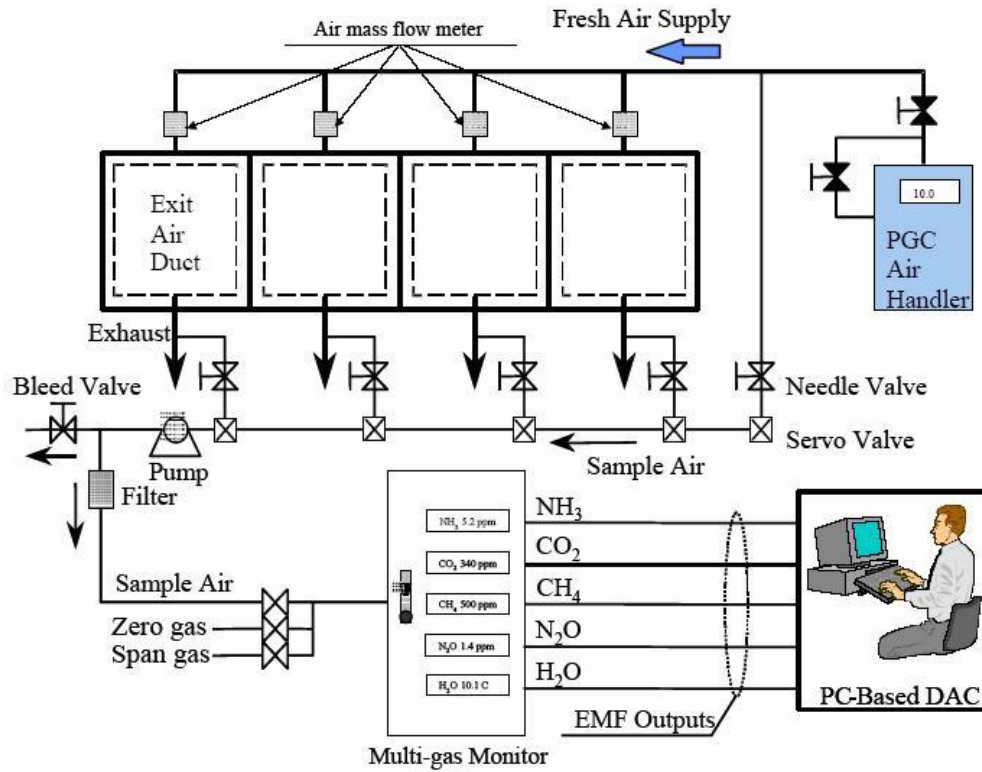 Fresh Air Supply
Air mass flow meter
Exit
Air
Duct
10.0
PGC
Air
Handler
Exhaust
Bleed Valve
Needle Valve
Servo Valve
Pump
Sample Air
Filter
NH3 5.2 ppm
NH3
CO2 340 ppm
CO2
Sample Air
CH4 500 ppm
CH4
Zero gas
N2O 1.4 ppm
N2O
Span gas
H2O 10.1 C
H2O
PC-Based DAC
EMF Outputs
Multi-gas Monitor